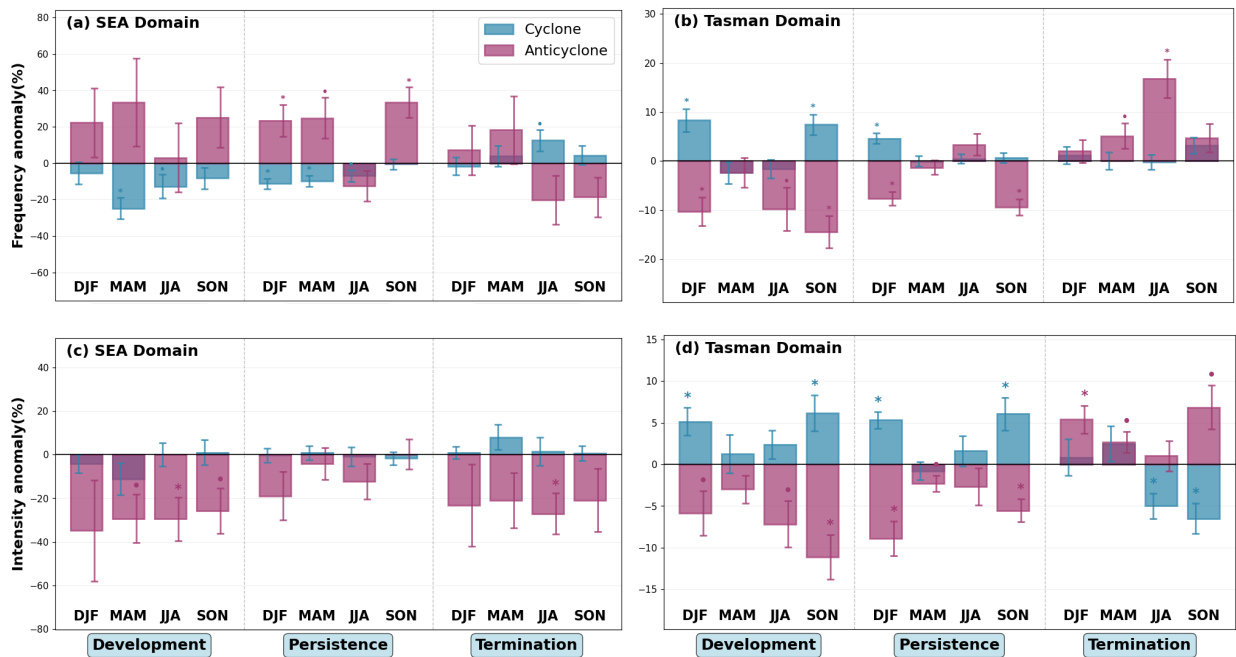 (a) SEA Domain
Cyclone
Anticyclone
Frequency anomaly(%)
80
60
40
20
0
−20
−40
−60
DJF MAM JJA SON DJF MAM JJA SON DJF MAM JJA SON
(b) Tasman Domain
30
20
10
0
−10
−20
DJF MAM JJA SON DJF MAM JJA SON DJF MAM JJA SON
(c) SEA Domain
Intensity anomaly(%)
40
20
0
−20
−40
−60
−80
DJF MAM JJA SON DJF MAM JJA SON DJF MAM JJA SON
Development Persistence Termination
(d) Tasman Domain
15
10
5
0
−5
−10
−15
DJF MAM JJA SON DJF MAM JJA SON DJF MAM JJA SON
Development Persistence Termination